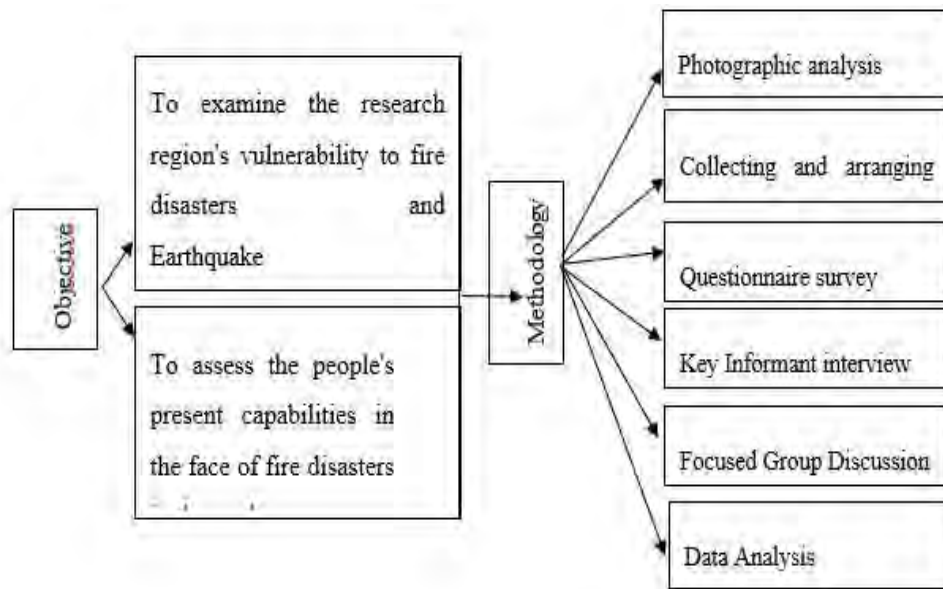 Objective
To examine the research
region's vulnerability to fire
disasters and
Earthquake
To assess the people's
present capabilities in
the face of fire disasters
Methodology
Photographic analysis
Collecting and arranging
Questionnaire survey
Key Informant interview
Focused Group Discussion
Data Analysis